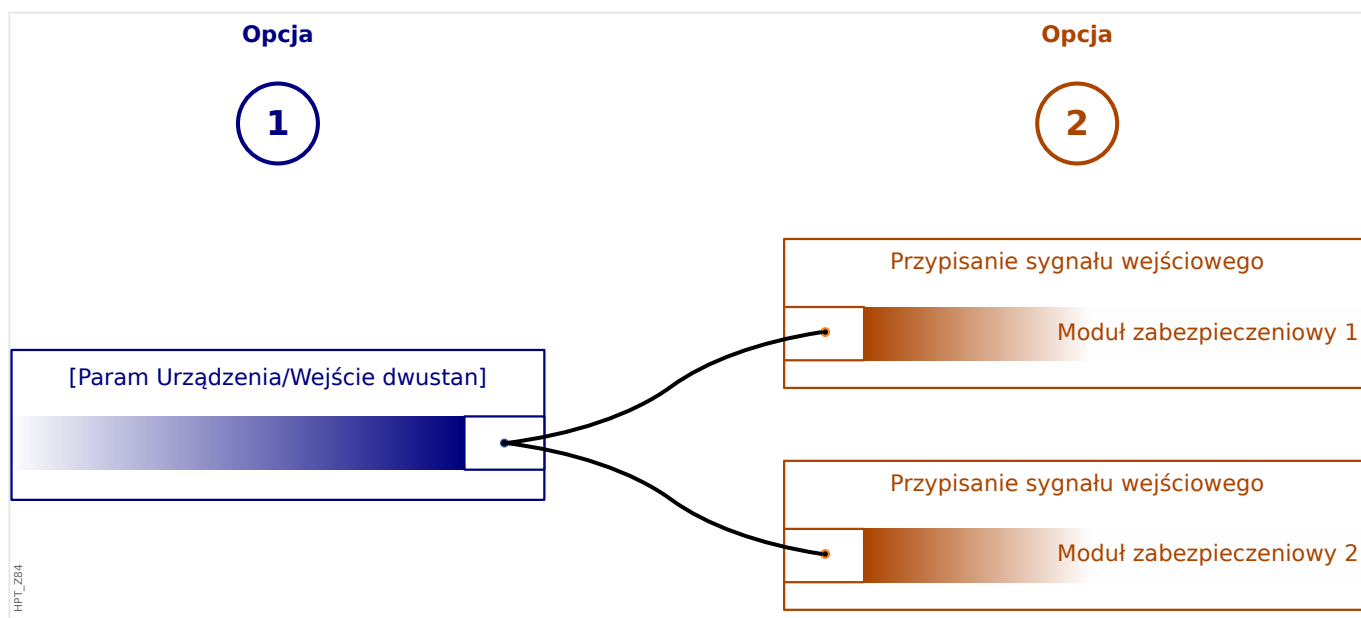 Opcja
1
Opcja
2
[Param Urządzenia/Wejście dwustan]
Przypisanie sygnału wejściowego
Moduł zabezpieczeniowy 1
Przypisanie sygnału wejściowego
Moduł zabezpieczeniowy 2
HPT_Z84